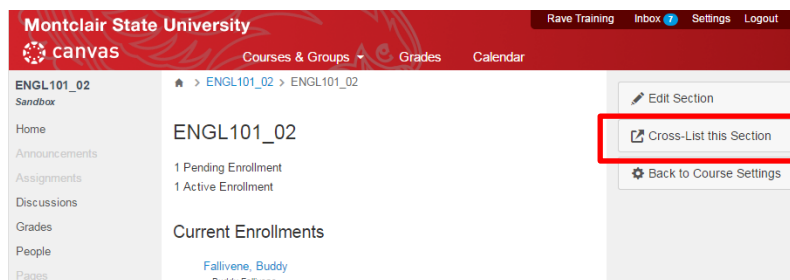 Montclair State University
Rave Training Inbox 7 Settings Logout
canvas
Courses & Groups Grades Calendar
ENGL101_02
Sandbox
Home
Announcements
Assignments
Discussions
Grades
People
Pages
> ENGL101_02 > ENGL101_02
ENGL101_02
1 Pending Enrollment
1 Active Enrollment
Current Enrollments
Fallivene, Buddy
Edit Section
Cross-List this Section
Back to Course Settings